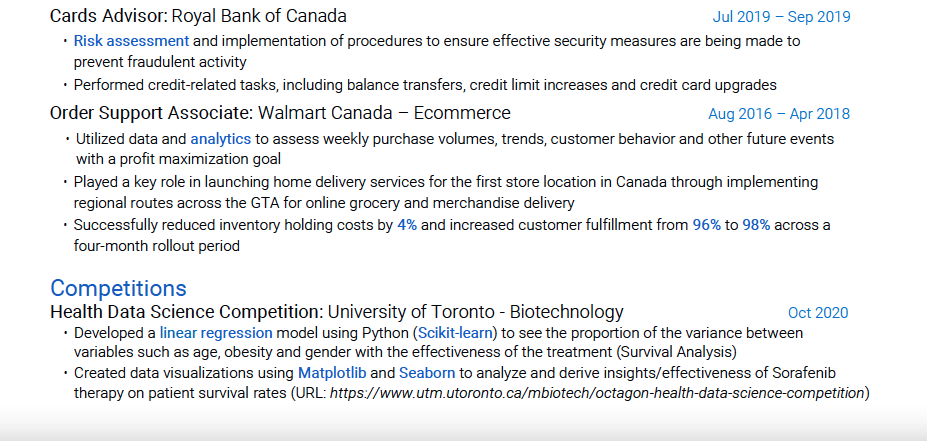 Cards Advisor: Royal Bank of Canada Jul 2019 – Sep 2019
• Risk assessment and implementation of procedures to ensure effective security measures are being made to
prevent fraudulent activity
• Performed credit-related tasks, including balance transfers, credit limit increases and credit card upgrades
Order Support Associate: Walmart Canada – Ecommerce Aug 2016 – Apr 2018
• Utilized data and analytics to assess weekly purchase volumes, trends, customer behavior and other future events
with a profit maximization goal
• Played a key role in launching home delivery services for the first store location in Canada through implementing
regional routes across the GTA for online grocery and merchandise delivery
• Successfully reduced inventory holding costs by 4% and increased customer fulfillment from 96% to 98% across a
four-month rollout period
Competitions
Health Data Science Competition: University of Toronto - Biotechnology Oct 2020
• Developed a linear regression model using Python (Scikit-learn) to see the proportion of the variance between
variables such as age, obesity and gender with the effectiveness of the treatment (Survival Analysis)
• Created data visualizations using Matplotlib and Seaborn to analyze and derive insights/effectiveness of Sorafenib
therapy on patient survival rates (URL: https://www.utm.utoronto.ca/mbiotech/octagon-health-data-science-competition)